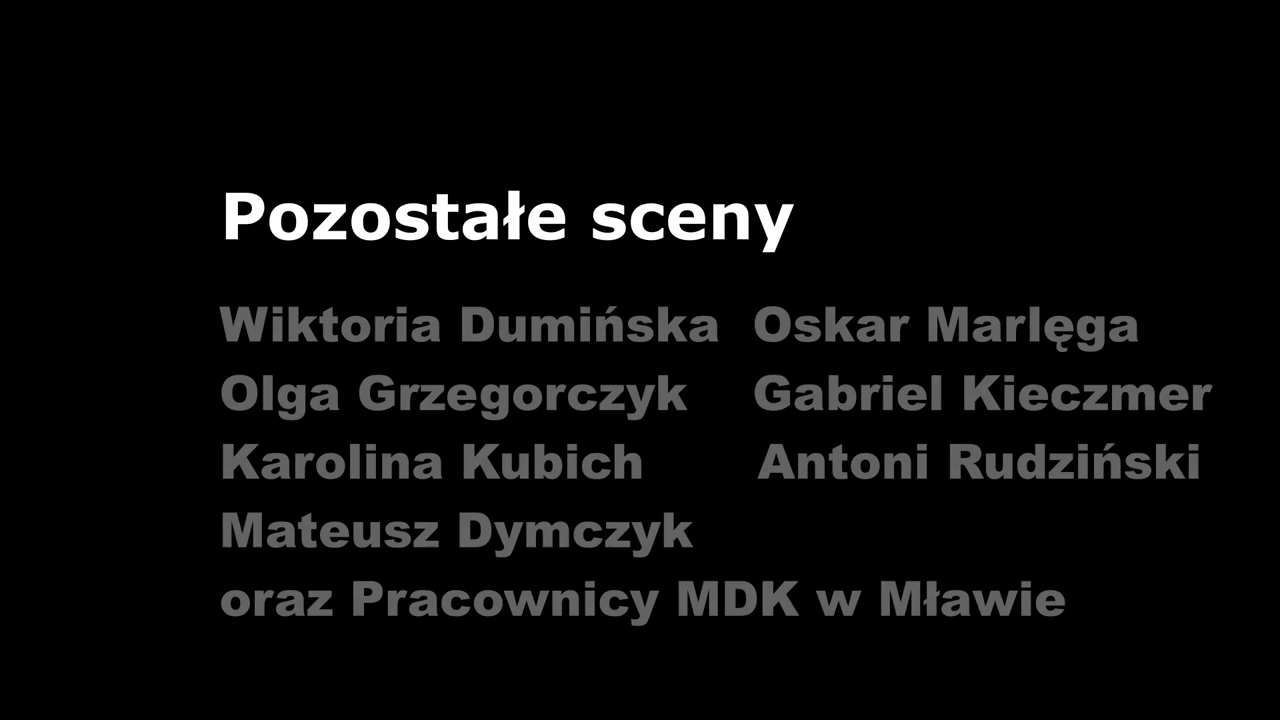 Pozostałe sceny
Wiktoria Dumińska Oskar Marlęga
Olga Grzegorczyk Gabriel Kieczmer
Karolina Kubich Antoni Rudziński
Mateusz Dymczyk
oraz Pracownicy MDK w Mławie